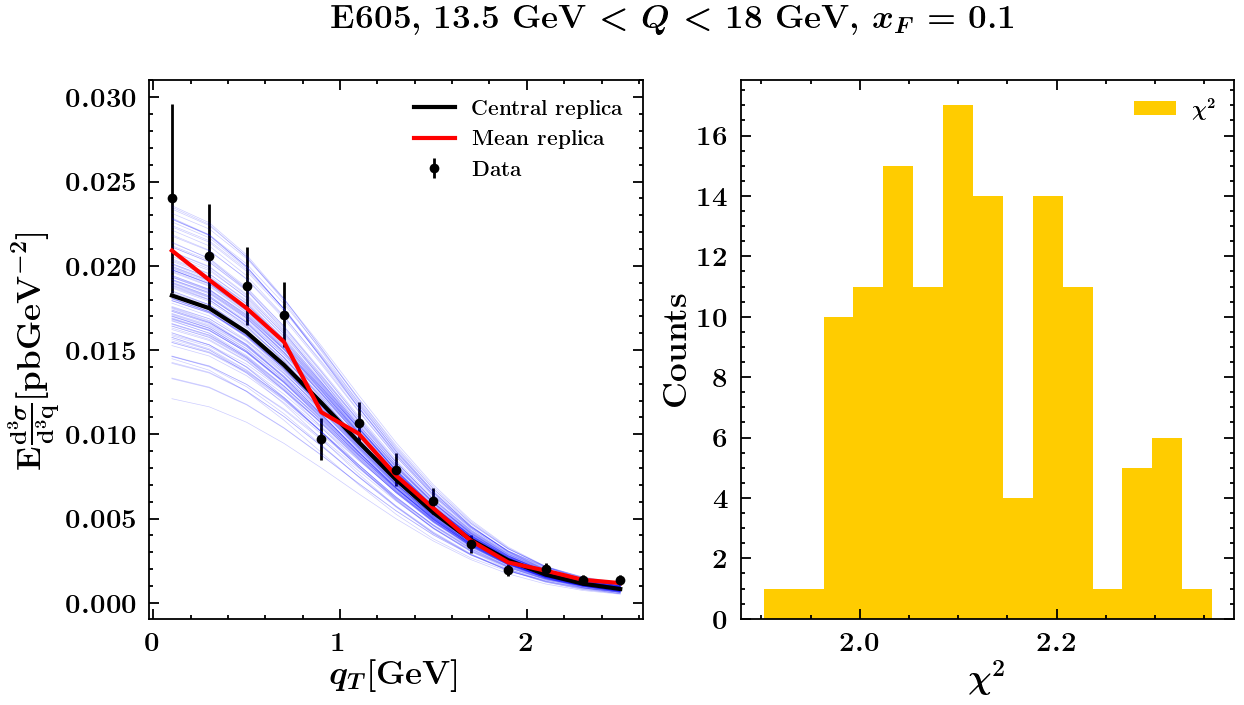 E605, 13.5 GeV < Q < 18 GeV, x_F = 0.1
E d³σ/d³q [pbGeV⁻²]
0.030
0.025
0.020
0.015
0.010
0.005
0.000
Central replica
Mean replica
Data
0 1 2
q_T[GeV]
Counts
16
14
12
10
8
6
4
2
0
χ²
2.0 2.2
χ²